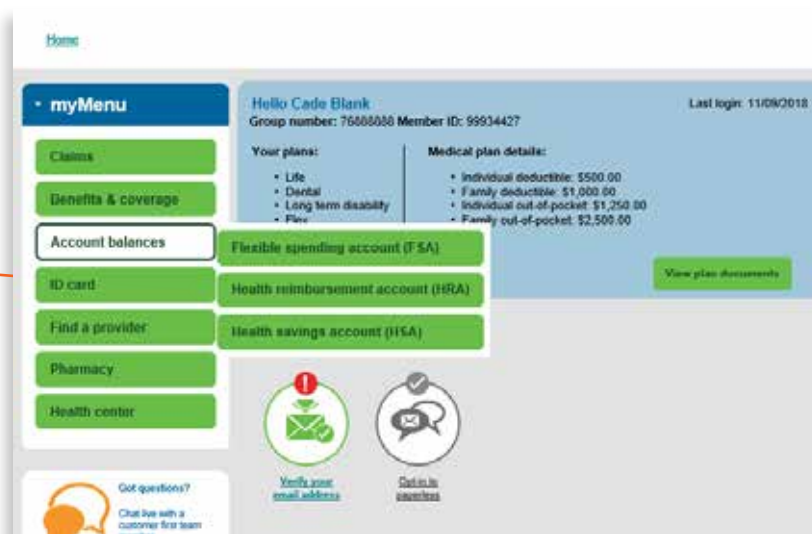 Home
myMenu
Claims
Benefits & coverage
Account balances
ID card
Find a provider
Pharmacy
Health center
Hello Cade Blank
Last login: 11/09/2018
Group number: 76888088 Member ID: 99934427
Your plans:
• Life
• Dental
• Long term disability
• Flex
Medical plan details:
• Individual deductible: $500.00
• Family deductible: $1,000.00
• Individual out-of-pocket: $1,250.00
• Family out-of-pocket: $2,500.00
Flexible spending account (FSA)
Health reimbursement account (HRA)
Health savings account (HSA)
View plan documents
Verify your
email address
Opt in to
paperless
Got questions?
Chat live with a
customer first team